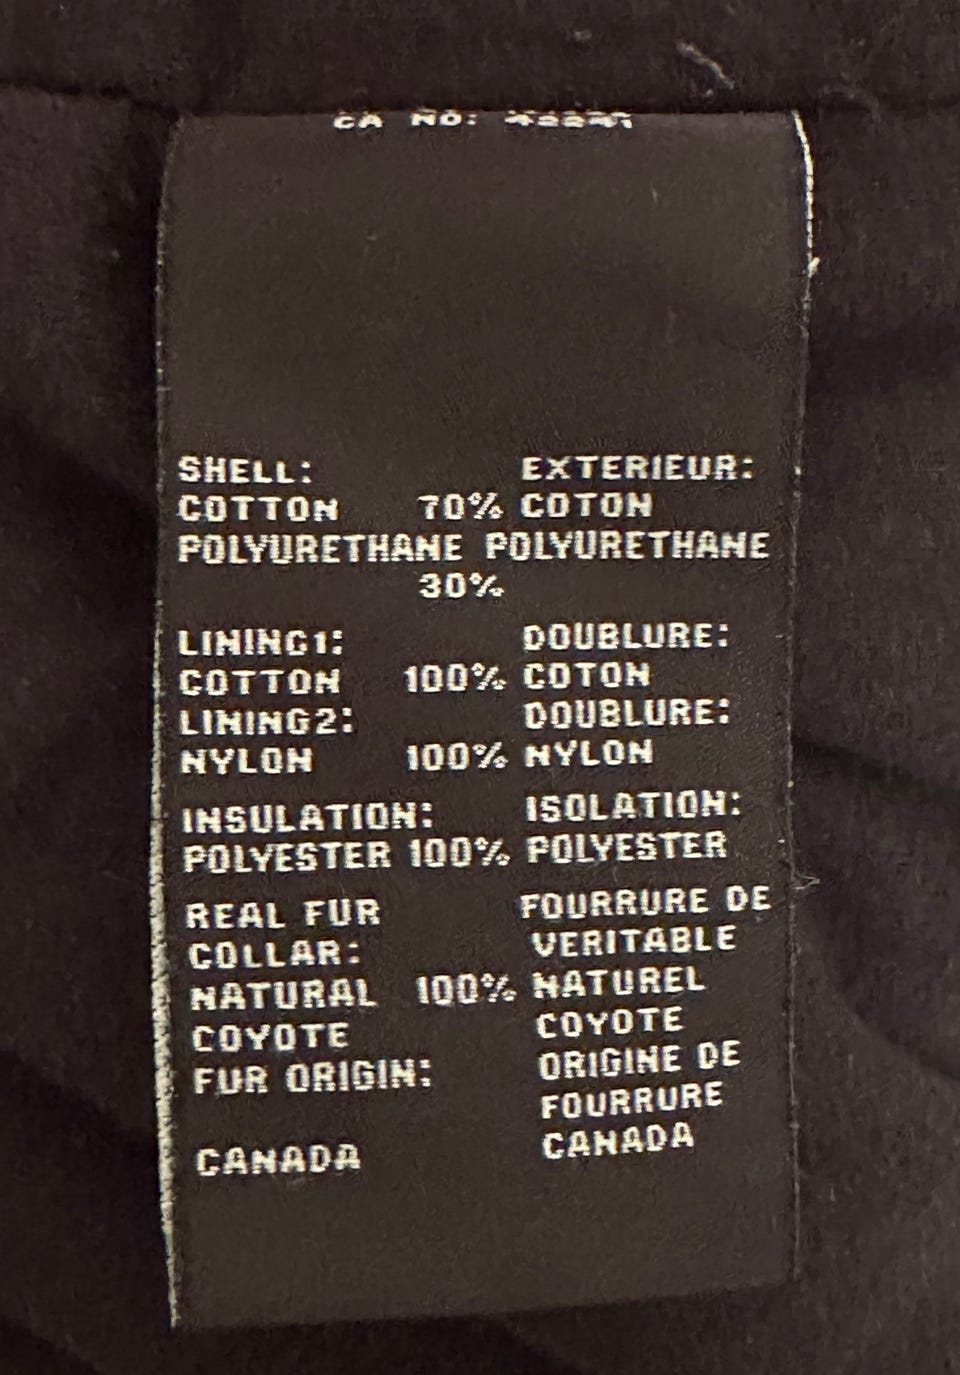 CA NO:
SHELL: EXTERIEUR:
COTTON 70% COTON
POLYURETHANE POLYURETHANE
30%
LINING1: DOUBLURE:
COTTON 100% COTON
LINING2: DOUBLURE:
NYLON 100% NYLON
INSULATION: ISOLATION:
POLYESTER 100% POLYESTER
REAL FUR FOURRURE DE
COLLAR: VERITABLE
NATURAL 100% NATUREL
COYOTE COYOTE
FUR ORIGIN: ORIGINE DE
FOURRURE
CANADA CANADA